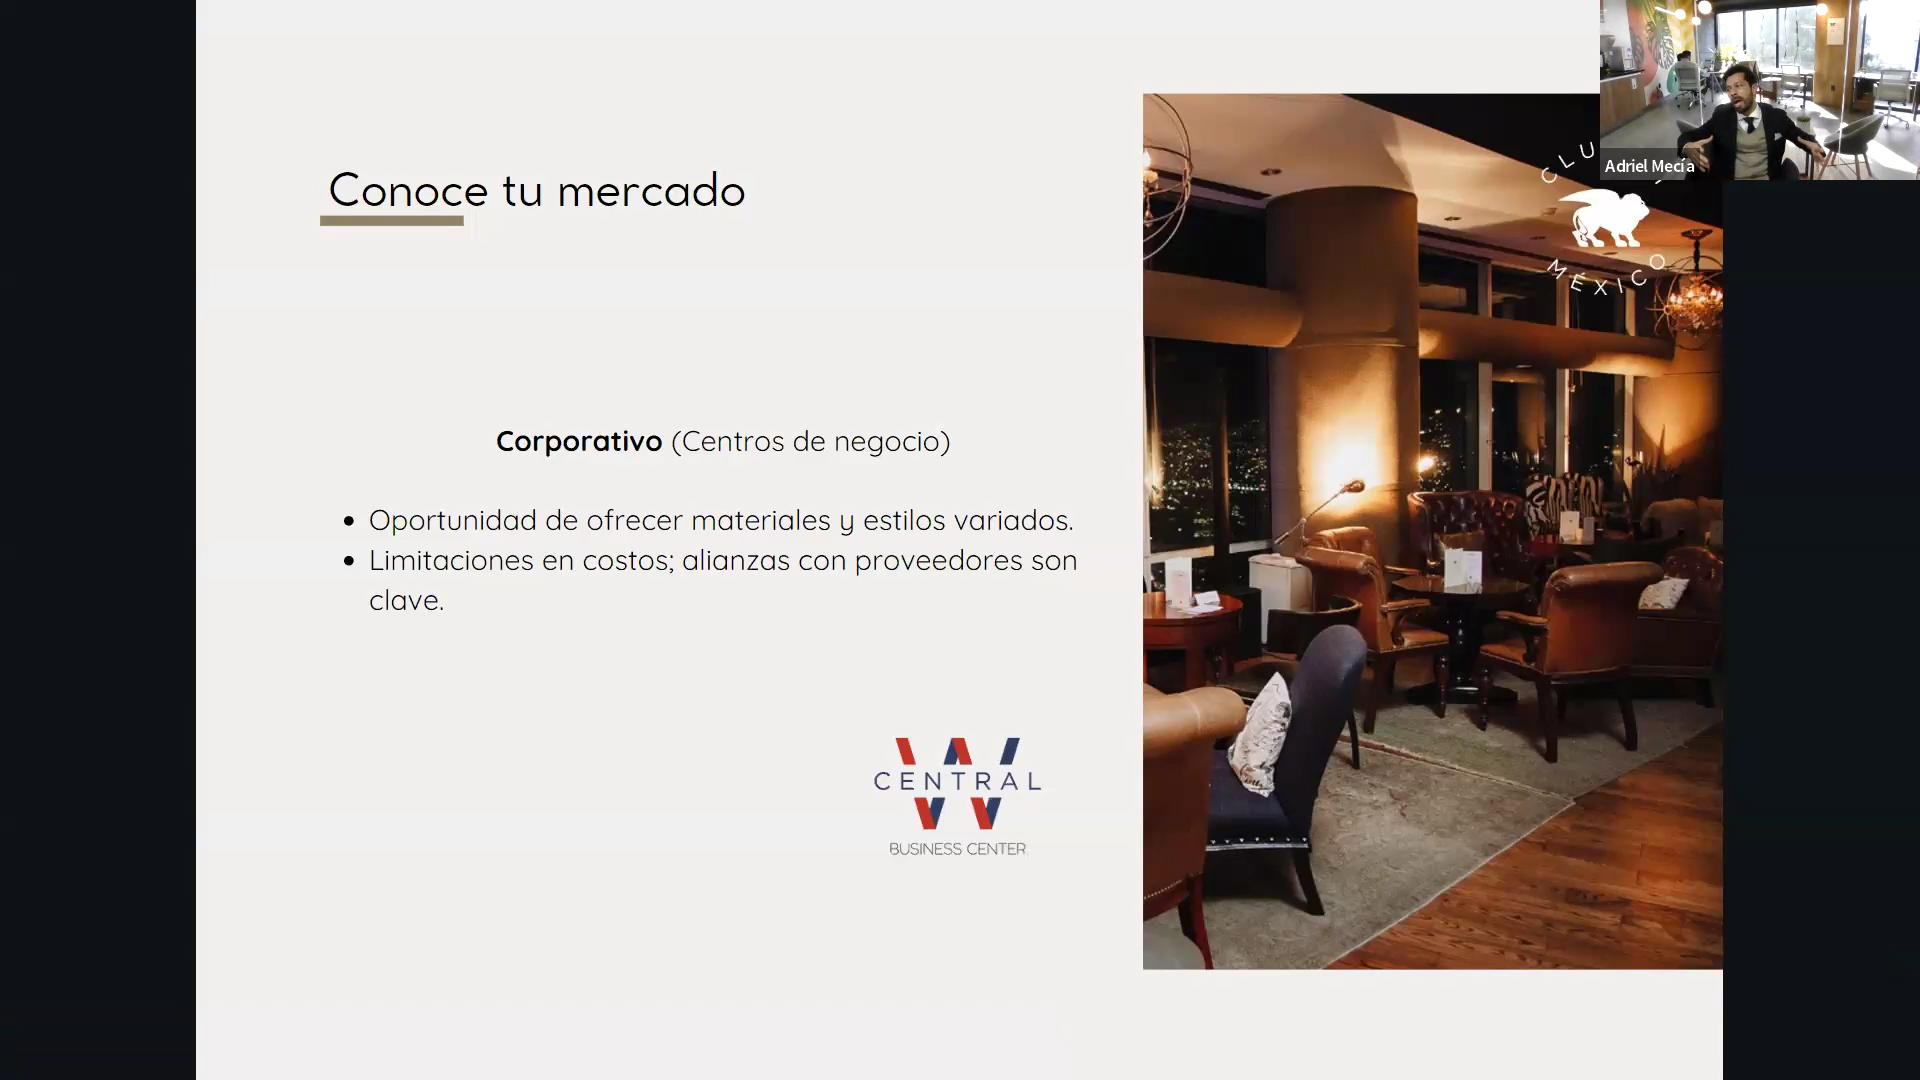 Conoce tu mercado
Adriel Mecía
CLU
MÉXICO
Corporativo (Centros de negocio)
• Oportunidad de ofrecer materiales y estilos variados.
• Limitaciones en costos; alianzas con proveedores son
clave.
CENTRAL
BUSINESS CENTER